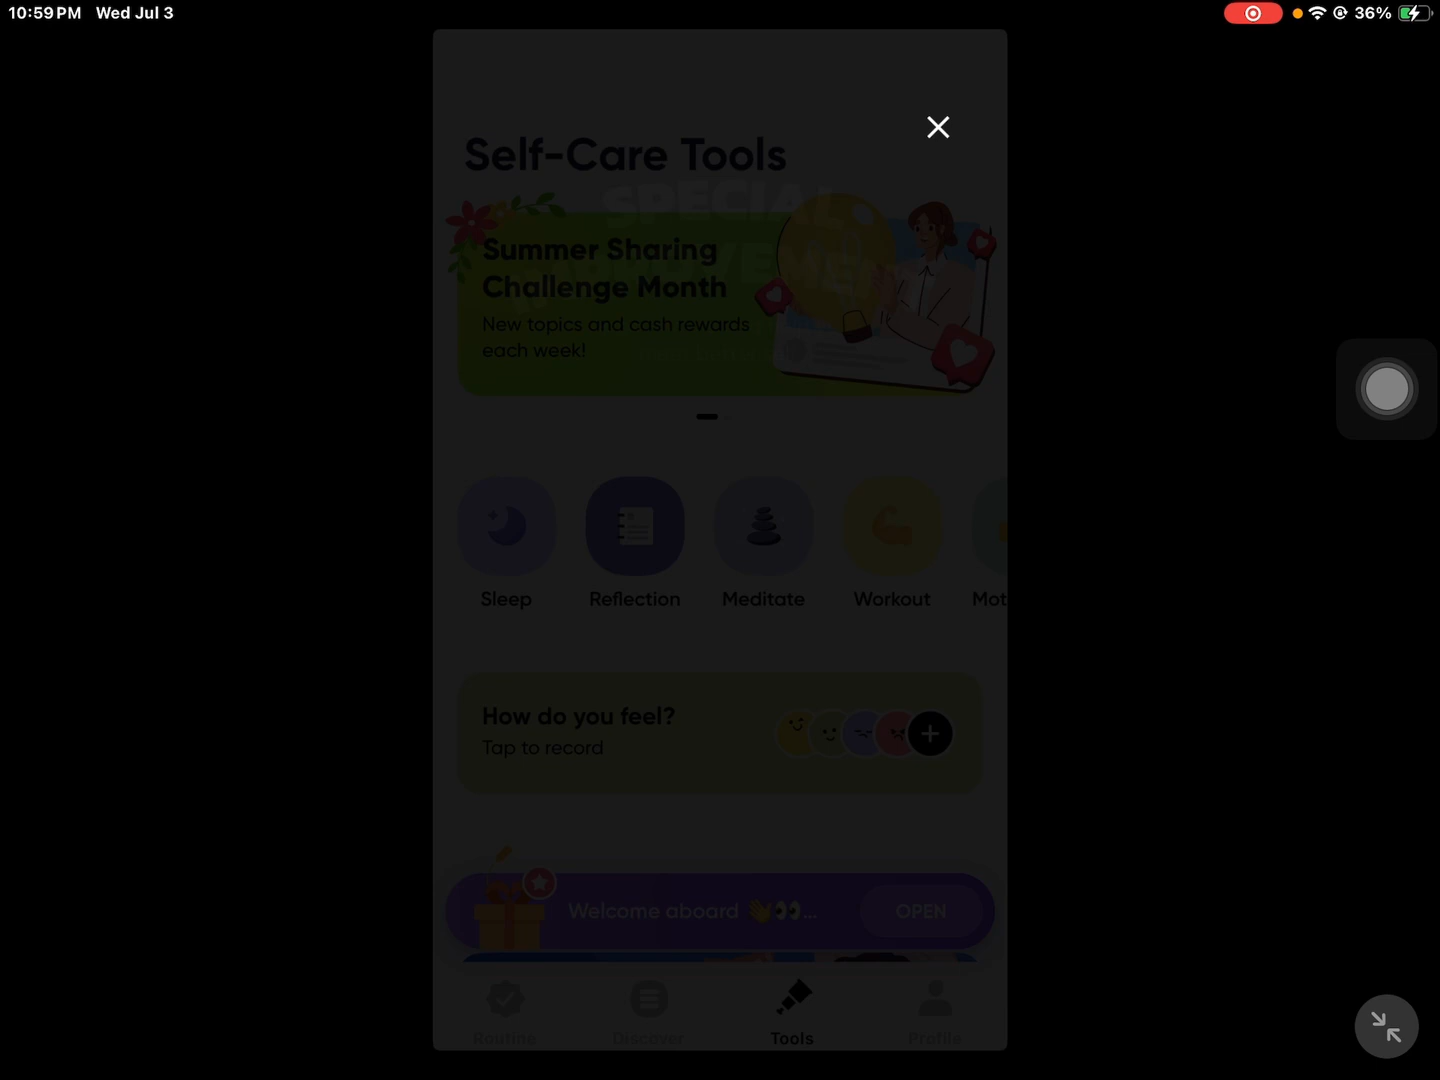 10:59 PM Wed Jul 3
36%
Self-Care Tools
SPECIAL
Summer Sharing
Challenge Month
New topics and cash rewards
each week!
Sleep
Reflection
Meditate
Workout
Mot
How do you feel?
Tap to record
Welcome aboard 👋👀...
OPEN
Routine
Discover
Tools
Profile